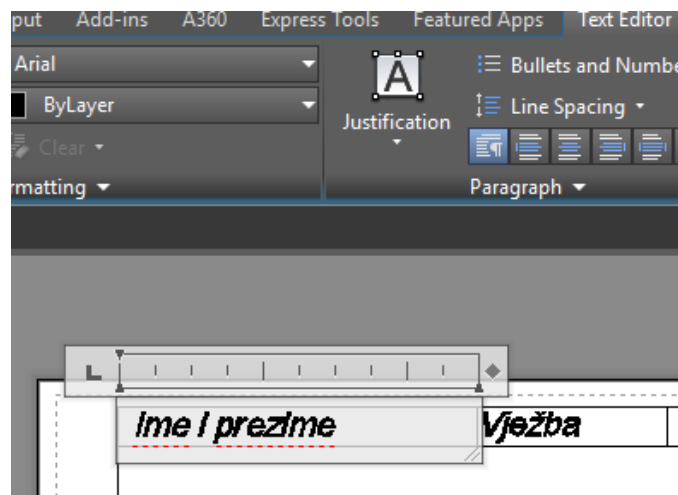 put Add-ins A360 Express Tools Featured Apps Text Editor
Arial
ByLayer
Clear
rmatting
A
Justification
Bullets and Numbe
Line Spacing
Paragraph
Ime i prezime Vježba